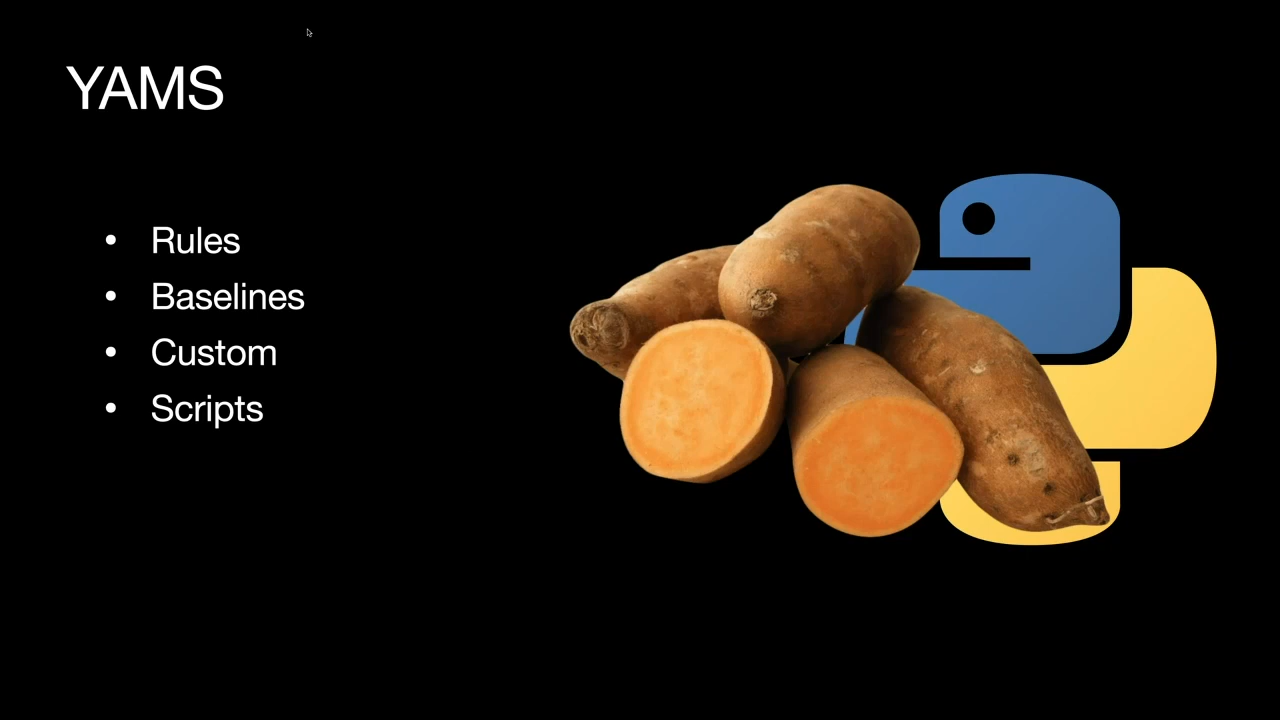 YAMS
• Rules
• Baselines
• Custom
• Scripts